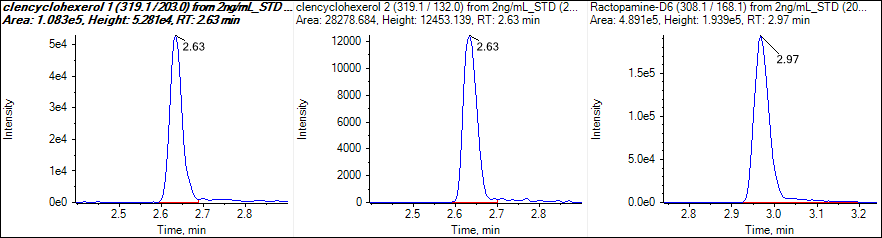 clencyclohexerol 1 (319.1 / 203.0) from 2ng/mL_STD ...
Area: 1.083e5, Height: 5.281e4, RT: 2.63 min
5e4
4e4
3e4
2e4
1e4
0e0
Intensity
2.63
2.5 2.6 2.7 2.8
Time, min
clencyclohexerol 2 (319.1 / 132.0) from 2ng/mL_STD (2...
Area: 28278.684, Height: 12453.139, RT: 2.63 min
12000
10000
8000
6000
4000
2000
0
Intensity
2.63
2.5 2.6 2.7 2.8
Time, min
Ractopamine-D6 (308.1 / 168.1) from 2ng/mL_STD (20...
Area: 4.891e5, Height: 1.939e5, RT: 2.97 min
1.5e5
1.0e5
5.0e4
0.0e0
Intensity
2.97
2.8 2.9 3.0 3.1 3.2
Time, min